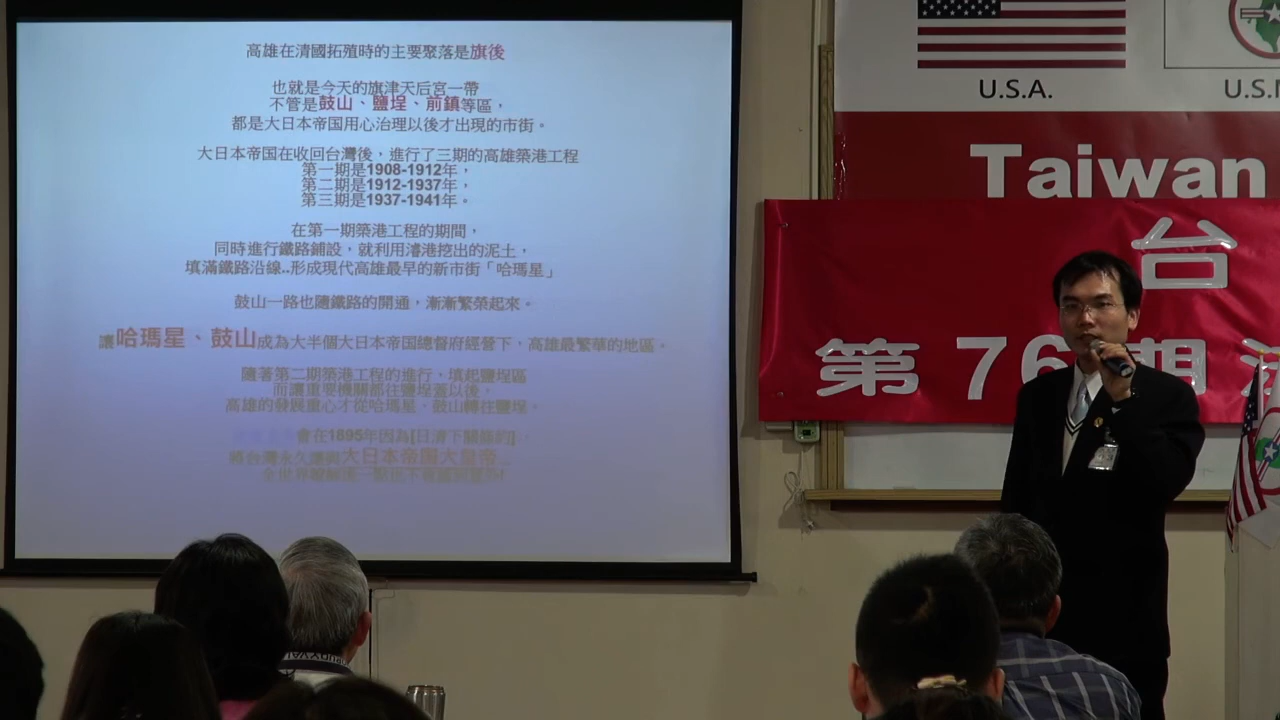 高雄在清國拓殖時的主要聚落是旗後
也就是今天的旗津天后宮一帶
不管是鼓山、鹽埕、前鎮等區，
都是大日本帝国用心治理以後才出現的市街。
大日本帝国在收回台灣後，進行了三期的高雄築港工程
第一期是1908-1912年，
第二期是1912-1937年，
第三期是1937-1941年。
在第一期築港工程的期間，
同時進行鐵路鋪設，就利用濬港挖出的泥土，
填滿鐵路沿線..形成現代高雄最早的新市街「哈瑪星」
鼓山一路也隨鐵路的開通，漸漸繁榮起來。
讓哈瑪星、鼓山成為大半個大日本帝国總督府經營下，高雄最繁華的地區。
隨著第二期築港工程的進行，填起鹽埕區
而讓重要機關都往鹽埕蓋以後，
高雄的發展重心才從哈瑪星、鼓山轉往鹽埕。
會在1895年因為[日清下關條約]
將台灣永久讓與大日本帝国大皇帝
U.S.A.
U.S.
Taiwan
台
第 76 期